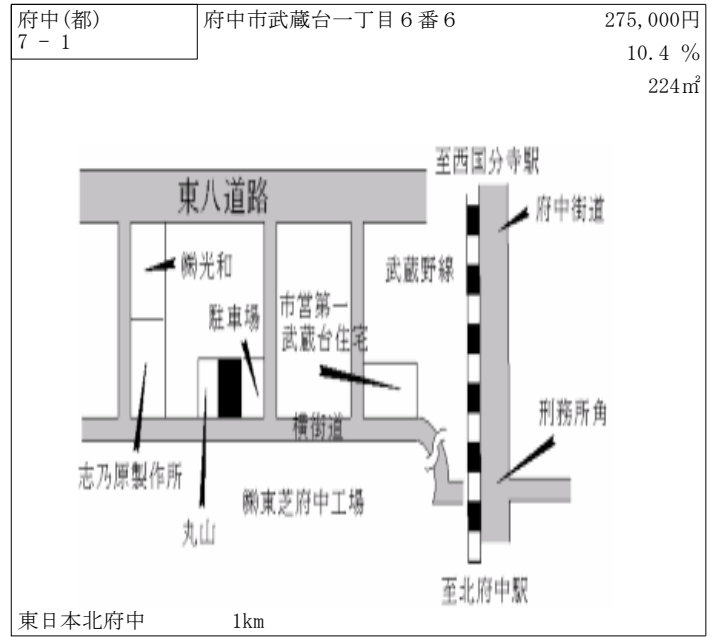 府中(都)
7 - 1
府中市武蔵台一丁目６番６
275,000円
10.4 %
224㎡
至西国分寺駅
東八道路
府中街道
㈱光和
武蔵野線
駐車場
市営第一
武蔵台住宅
刑務所角
横街道
志乃原製作所
㈱東芝府中工場
丸山
至北府中駅
東日本北府中
1km